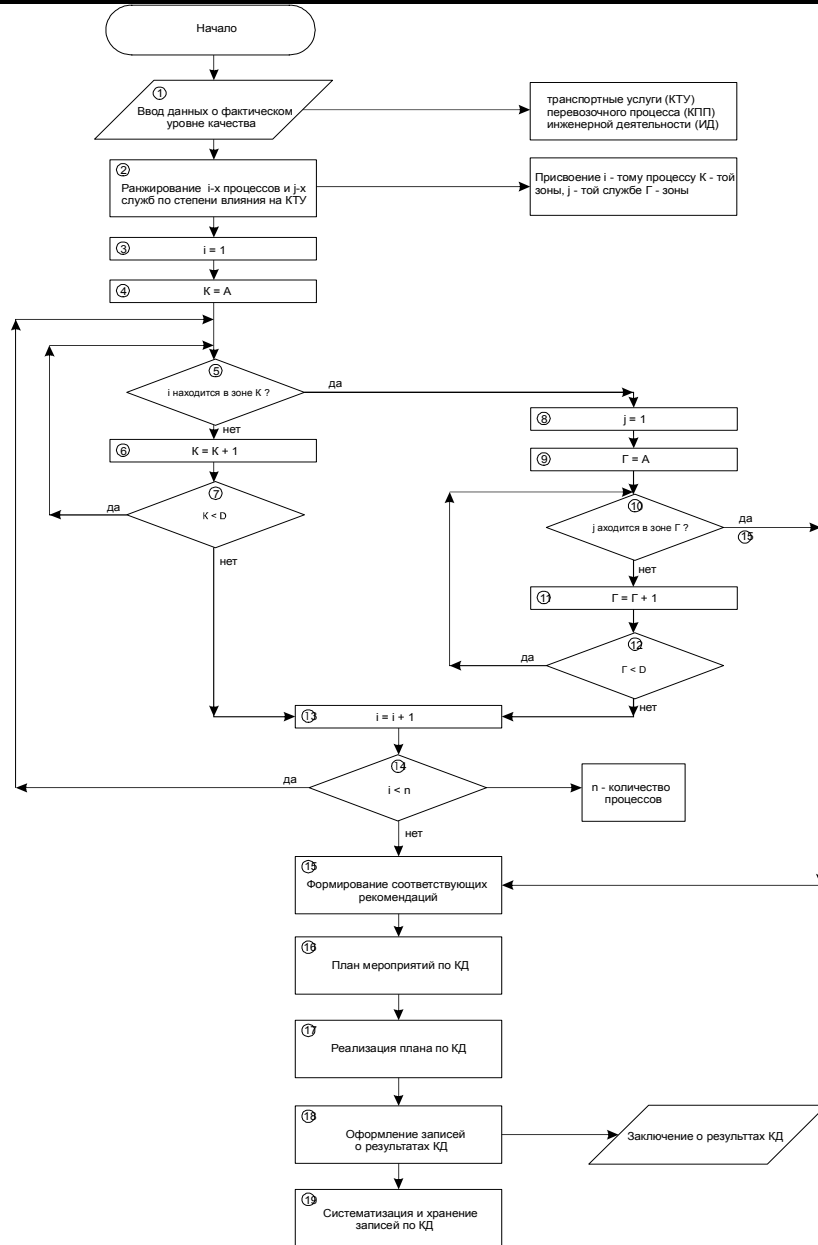 Начало
1
Ввод данных о фактическом
уровне качества
транспортные услуги (КТУ)
перевозочного процесса (КПП)
инженерной деятельности (ИД)
2
Ранжирование i-х процессов и j-х
служб по степени влияния на КТУ
Присвоение i - тому процессу К - той
зоны, j - той службе Г - зоны
3
i = 1
4
К = А
5
i находится в зоне К ?
да
нет
8
j = 1
6
К = К + 1
9
Г = А
7
К < D
да
нет
10
j аходится в зоне Г ?
да
15
нет
11
Г = Г + 1
12
Г < D
да
нет
13
i = i + 1
14
i < n
да
нет
n - количество
процессов
15
Формирование соответствующих
рекомендаций
16
План мероприятий по КД
17
Реализация плана по КД
18
Оформление записей
о результатах КД
Заключение о результтах КД
19
Систематизация и хранение
записей по КД